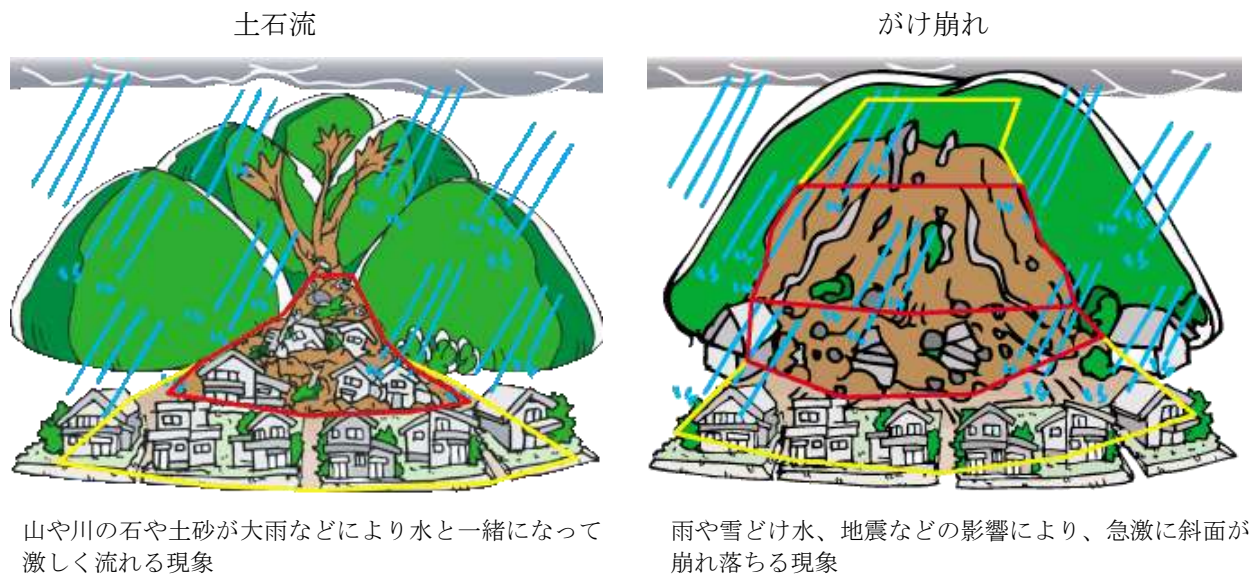 土石流
がけ崩れ
山や川の石や土砂が大雨などにより水と一緒になって
激しく流れる現象
雨や雪どけ水、地震などの影響により、急激に斜面が
崩れ落ちる現象